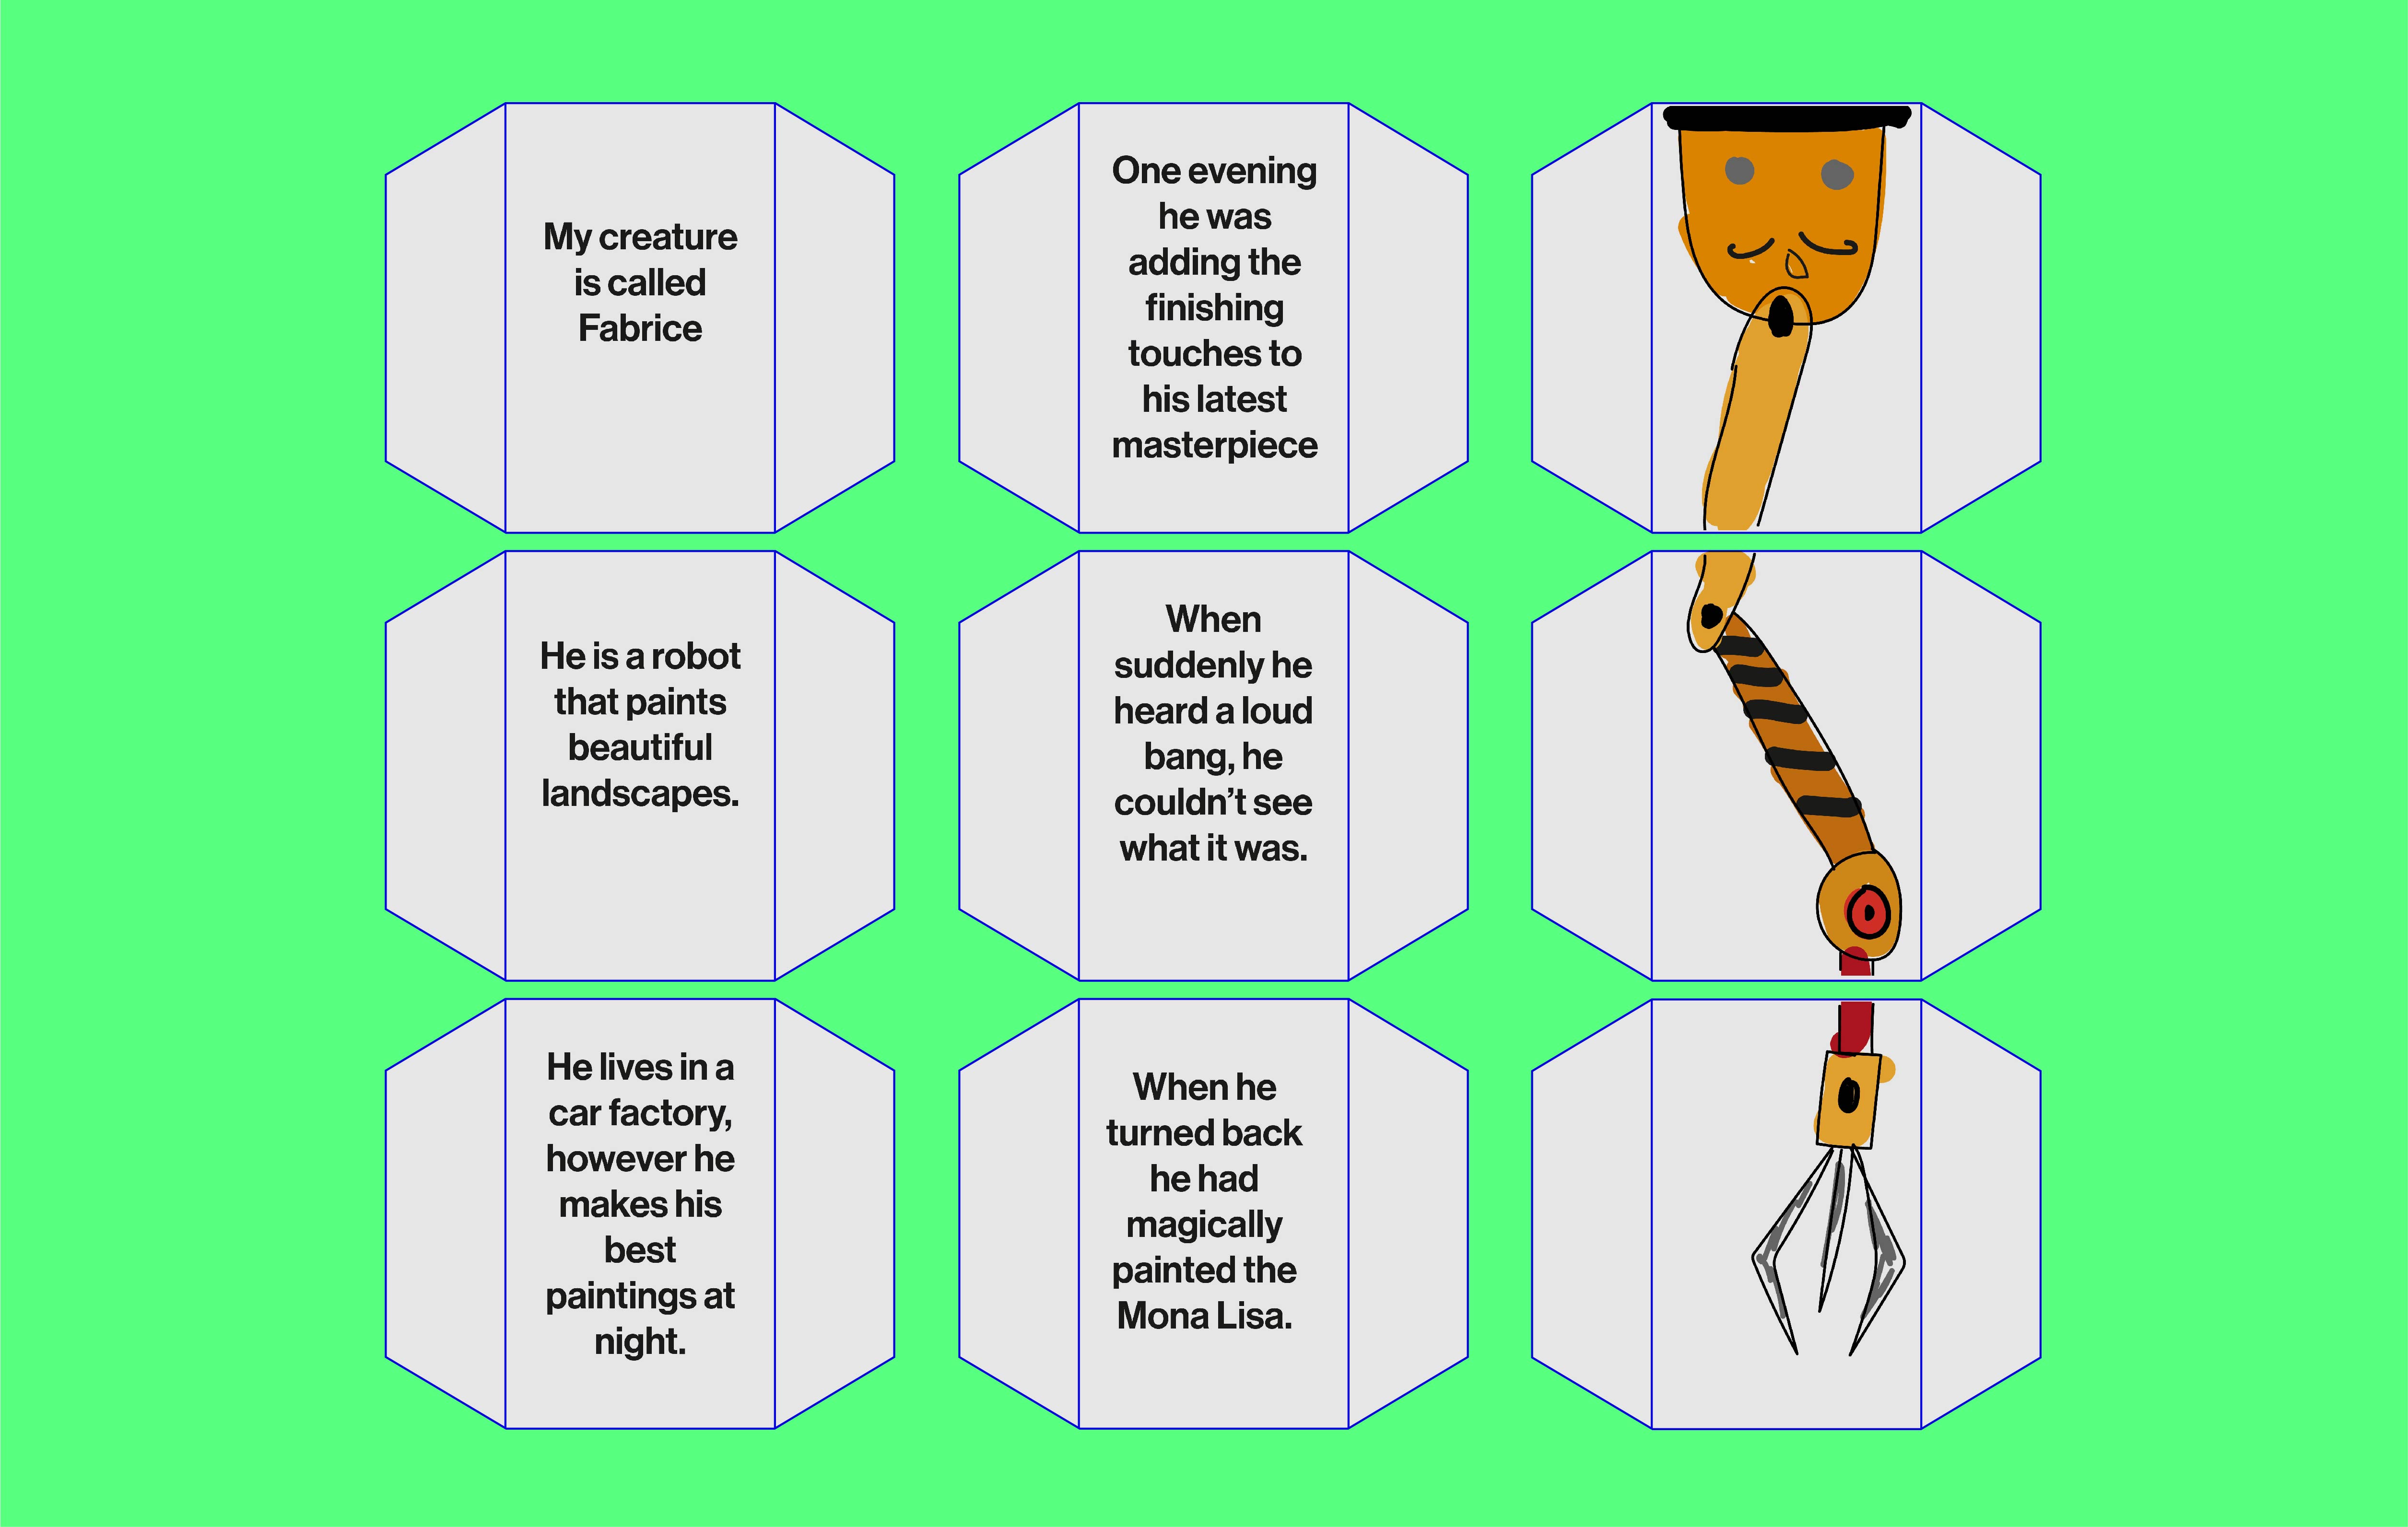 My creature
is called
Fabrice
He is a robot
that paints
beautiful
landscapes.
He lives in a
car factory,
however he
makes his
best
paintings at
night.
One evening
he was
adding the
finishing
touches to
his latest
masterpiece
When
suddenly he
heard a loud
bang, he
couldn’t see
what it was.
When he
turned back
he had
magically
painted the
Mona Lisa.